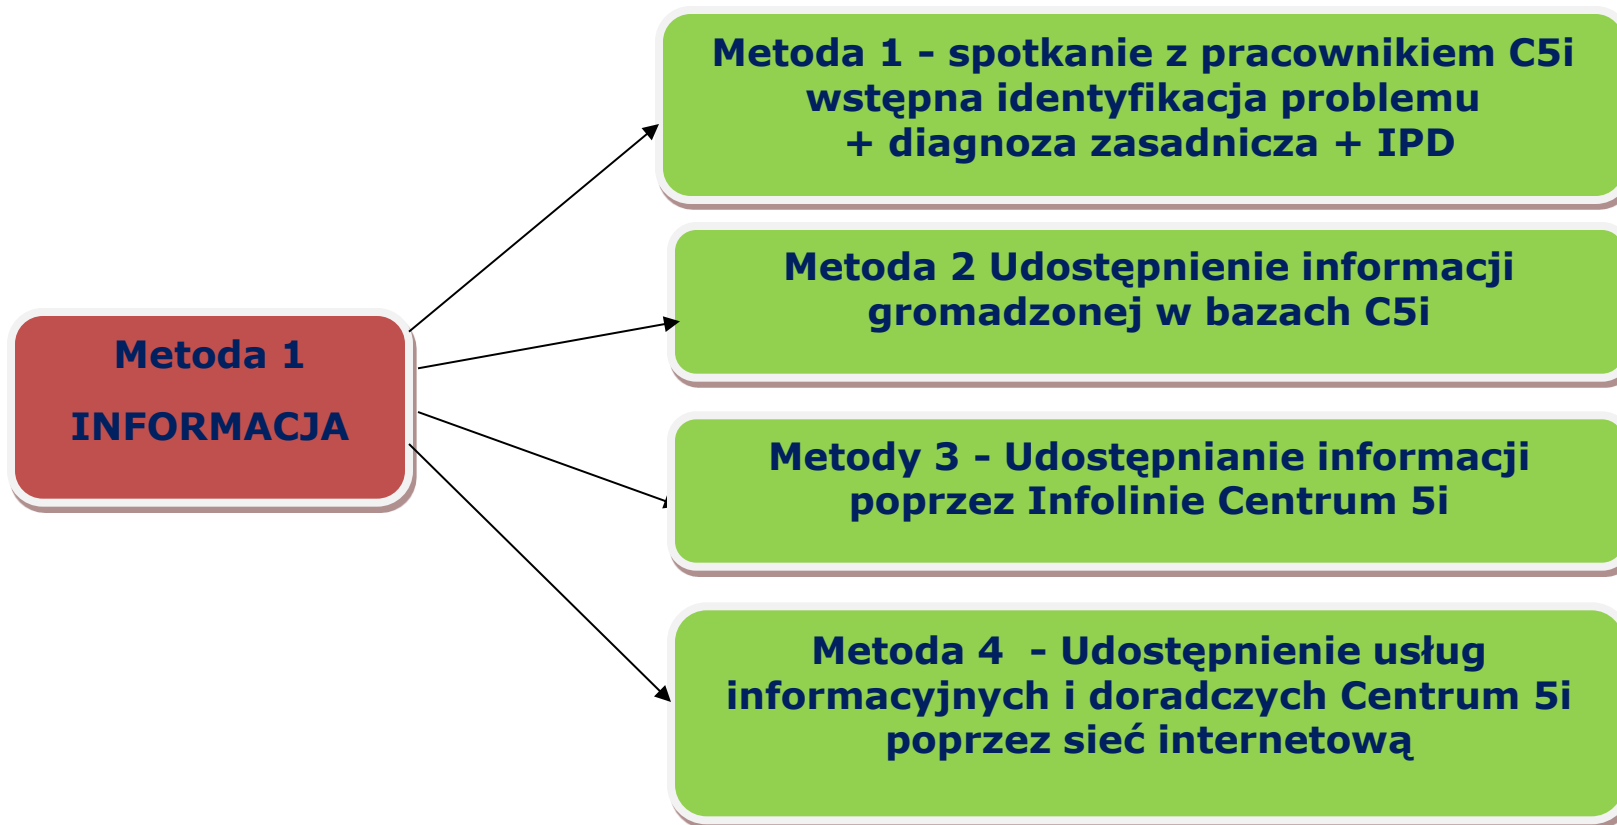 Metoda 1 - spotkanie z pracownikiem C5i
wstępna identyfikacja problemu
+ diagnoza zasadnicza + IPD
Metoda 2 Udostępnienie informacji
gromadzonej w bazach C5i
Metoda 1
INFORMACJA
Metody 3 - Udostępnianie informacji
poprzez Infolinie Centrum 5i
Metoda 4  - Udostępnienie usług
informacyjnych i doradczych Centrum 5i
poprzez sieć internetową